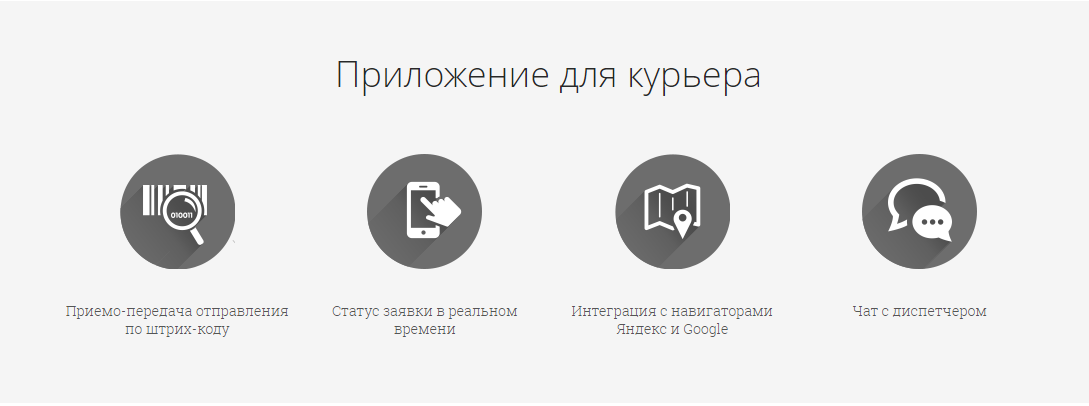 Приложение для курьера
010011
Приемо-передача отправления
по штрих-коду
Статус заявки в реальном
времени
Интеграция с навигаторами
Яндекс и Google
Чат с диспетчером